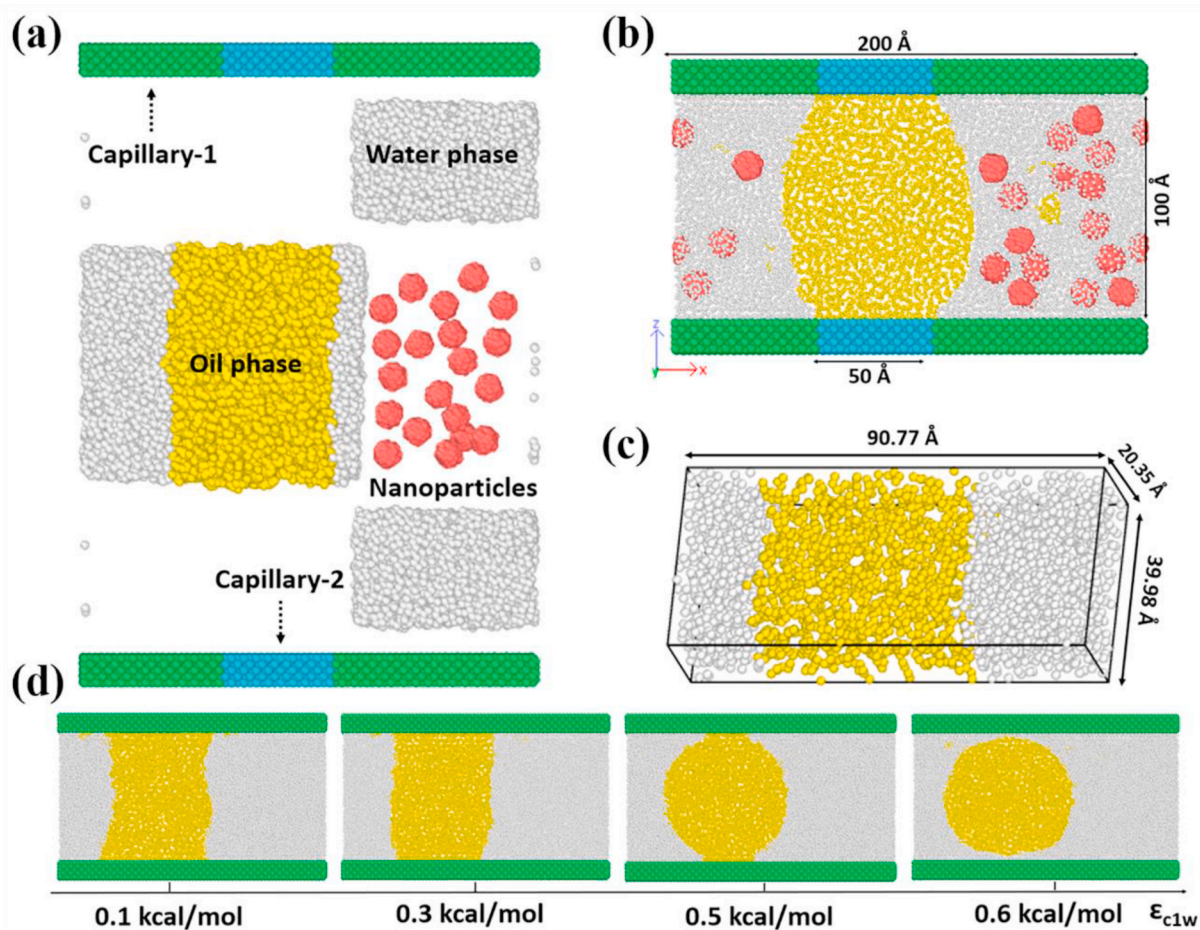 (a)
Capillary-1
Water phase
Oil phase
Nanoparticles
Capillary-2
(b)
200 Å
100 Å
50 Å
z
y
x
(c)
90.77 Å
20.35 Å
39.98 Å
(d)
0.1 kcal/mol
0.3 kcal/mol
0.5 kcal/mol
0.6 kcal/mol
εc1w